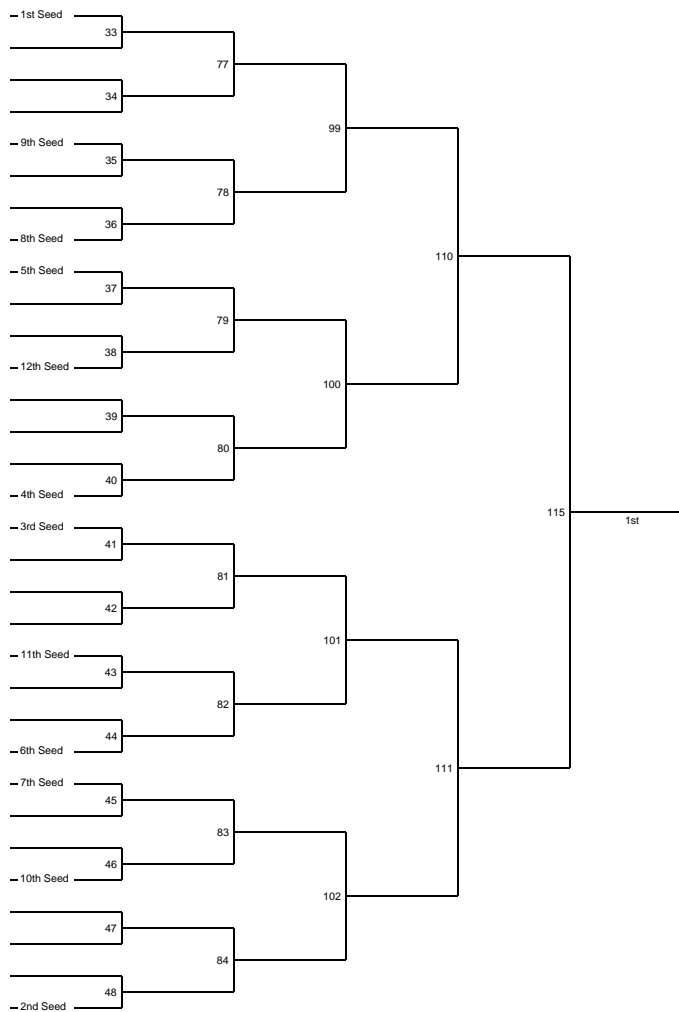 1st Seed
33
77
34
99
9th Seed
35
78
36
8th Seed
110
5th Seed
37
79
38
12th Seed
100
39
80
40
4th Seed
115
1st
3rd Seed
41
81
42
101
11th Seed
43
82
44
6th Seed
111
7th Seed
45
83
46
10th Seed
102
47
84
48
2nd Seed